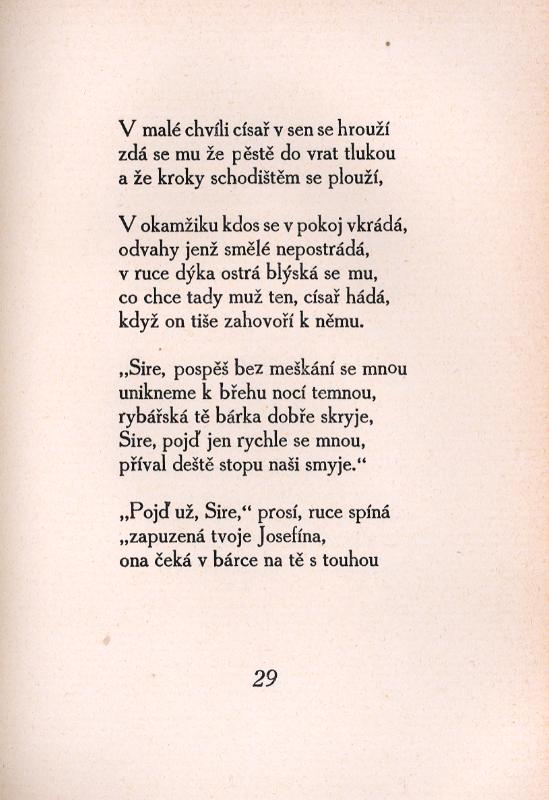 V malé chvíli císař v sen se hrouží
zdá se mu že pěstě do vrat tlukou
a že kroky schodištěm se plouží,
V okamžiku kdos se v pokoj vkrádá,
odvahy jenž smělé nepostrádá,
v ruce dýka ostrá blýská se mu,
co chce tady muž ten, císař hádá,
když on tiše zahovoří k němu.
„Sire, pospěš bez meškání se mnou
unikneme k břehu nocí temnou,
rybářská tě bárka dobře skryje,
Sire, pojď jen rychle se mnou,
příval deště stopu naši smyje.“
„Pojď už, Sire,“ prosí, ruce spíná
„zapuzená tvoje Josefína,
ona čeká v bárce na tě s touhou
29